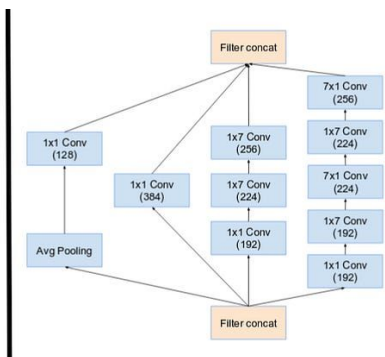 Filter concat
7x1 Conv
(256)
1x1 Conv
(128)
1x7 Conv
(256)
1x7 Conv
(224)
1x1 Conv
(384)
1x7 Conv
(224)
7x1 Conv
(224)
Avg Pooling
1x1 Conv
(192)
1x7 Conv
(192)
1x1 Conv
(192)
Filter concat